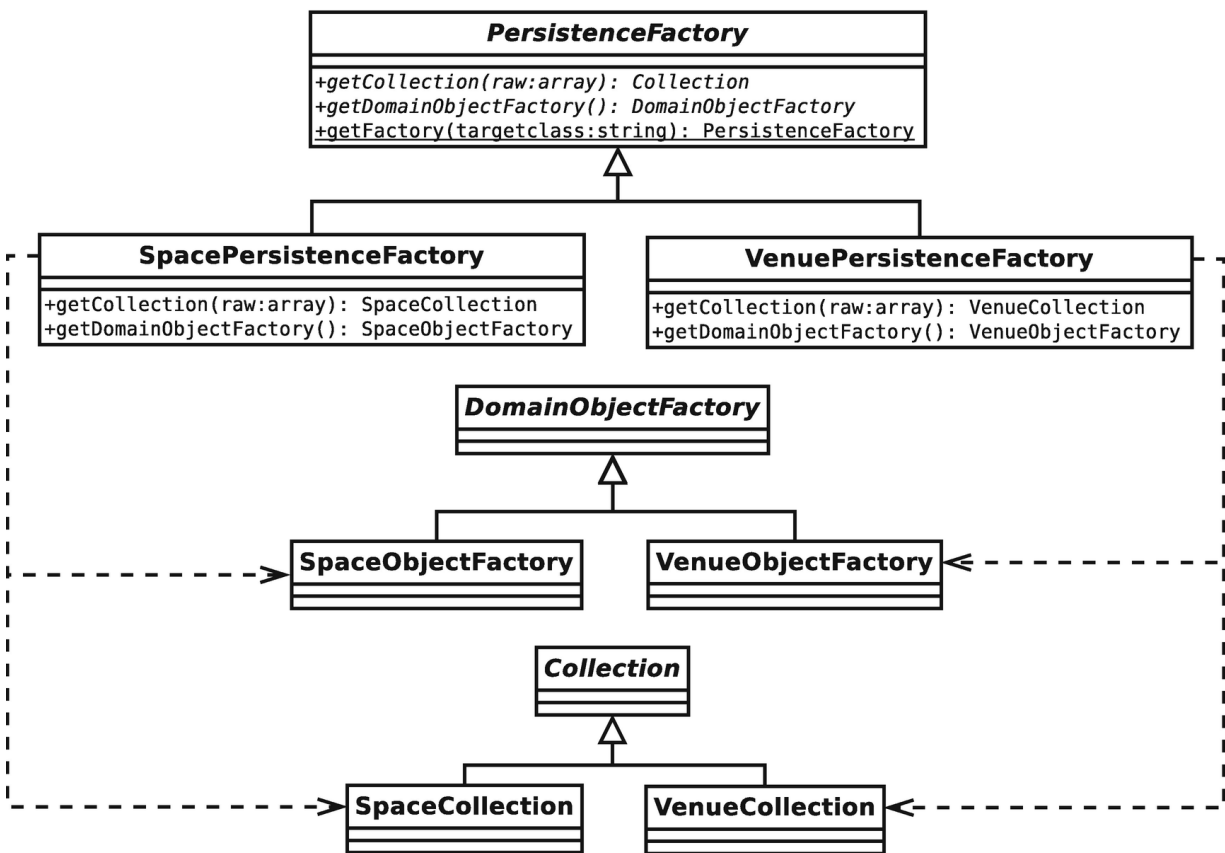 PersistenceFactory
+getCollection(raw:array): Collection
+getDomainObjectFactory(): DomainObjectFactory
+getFactory(targetclass:string): PersistenceFactory
SpacePersistenceFactory
+getCollection(raw:array): SpaceCollection
+getDomainObjectFactory(): SpaceObjectFactory
VenuePersistenceFactory
+getCollection(raw:array): VenueCollection
+getDomainObjectFactory(): VenueObjectFactory
DomainObjectFactory
SpaceObjectFactory
VenueObjectFactory
Collection
SpaceCollection
VenueCollection